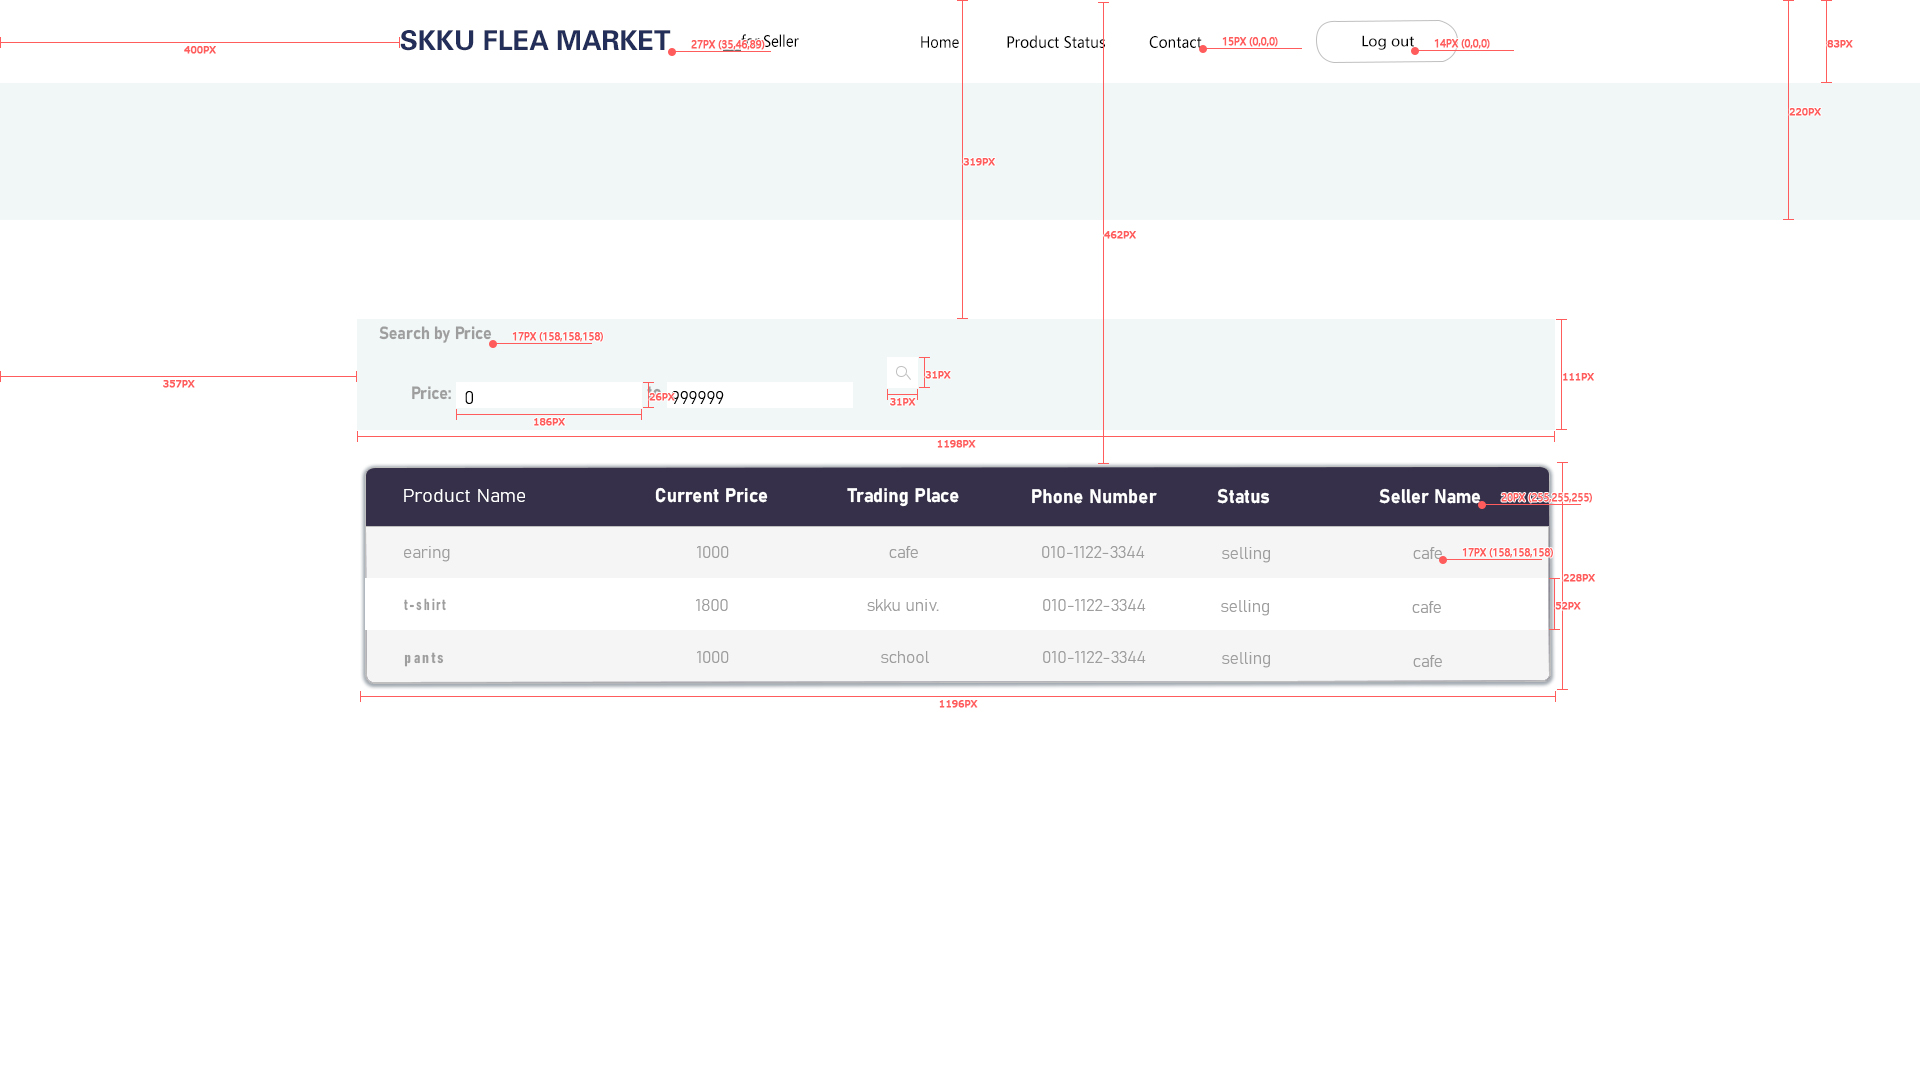 400PX
SKKU FLEA MARKET
27PX (35,46,89)
Seller
Home
Product Status
Contact
15PX (0,0,0)
Log out
14PX (0,0,0)
83PX
220PX
319PX
462PX
Search by Price
17PX (158,158,158)
357PX
Price:
0
26PX
999999
186PX
31PX
31PX
111PX
1198PX
Product Name Current Price Trading Place Phone Number Status Seller Name
20PX (255,255,255)
earing 1000 cafe 010-1122-3344 selling cafe
17PX (158,158,158)
228PX
t-shirt 1800 skku univ. 010-1122-3344 selling cafe
52PX
pants 1000 school 010-1122-3344 selling cafe
1196PX